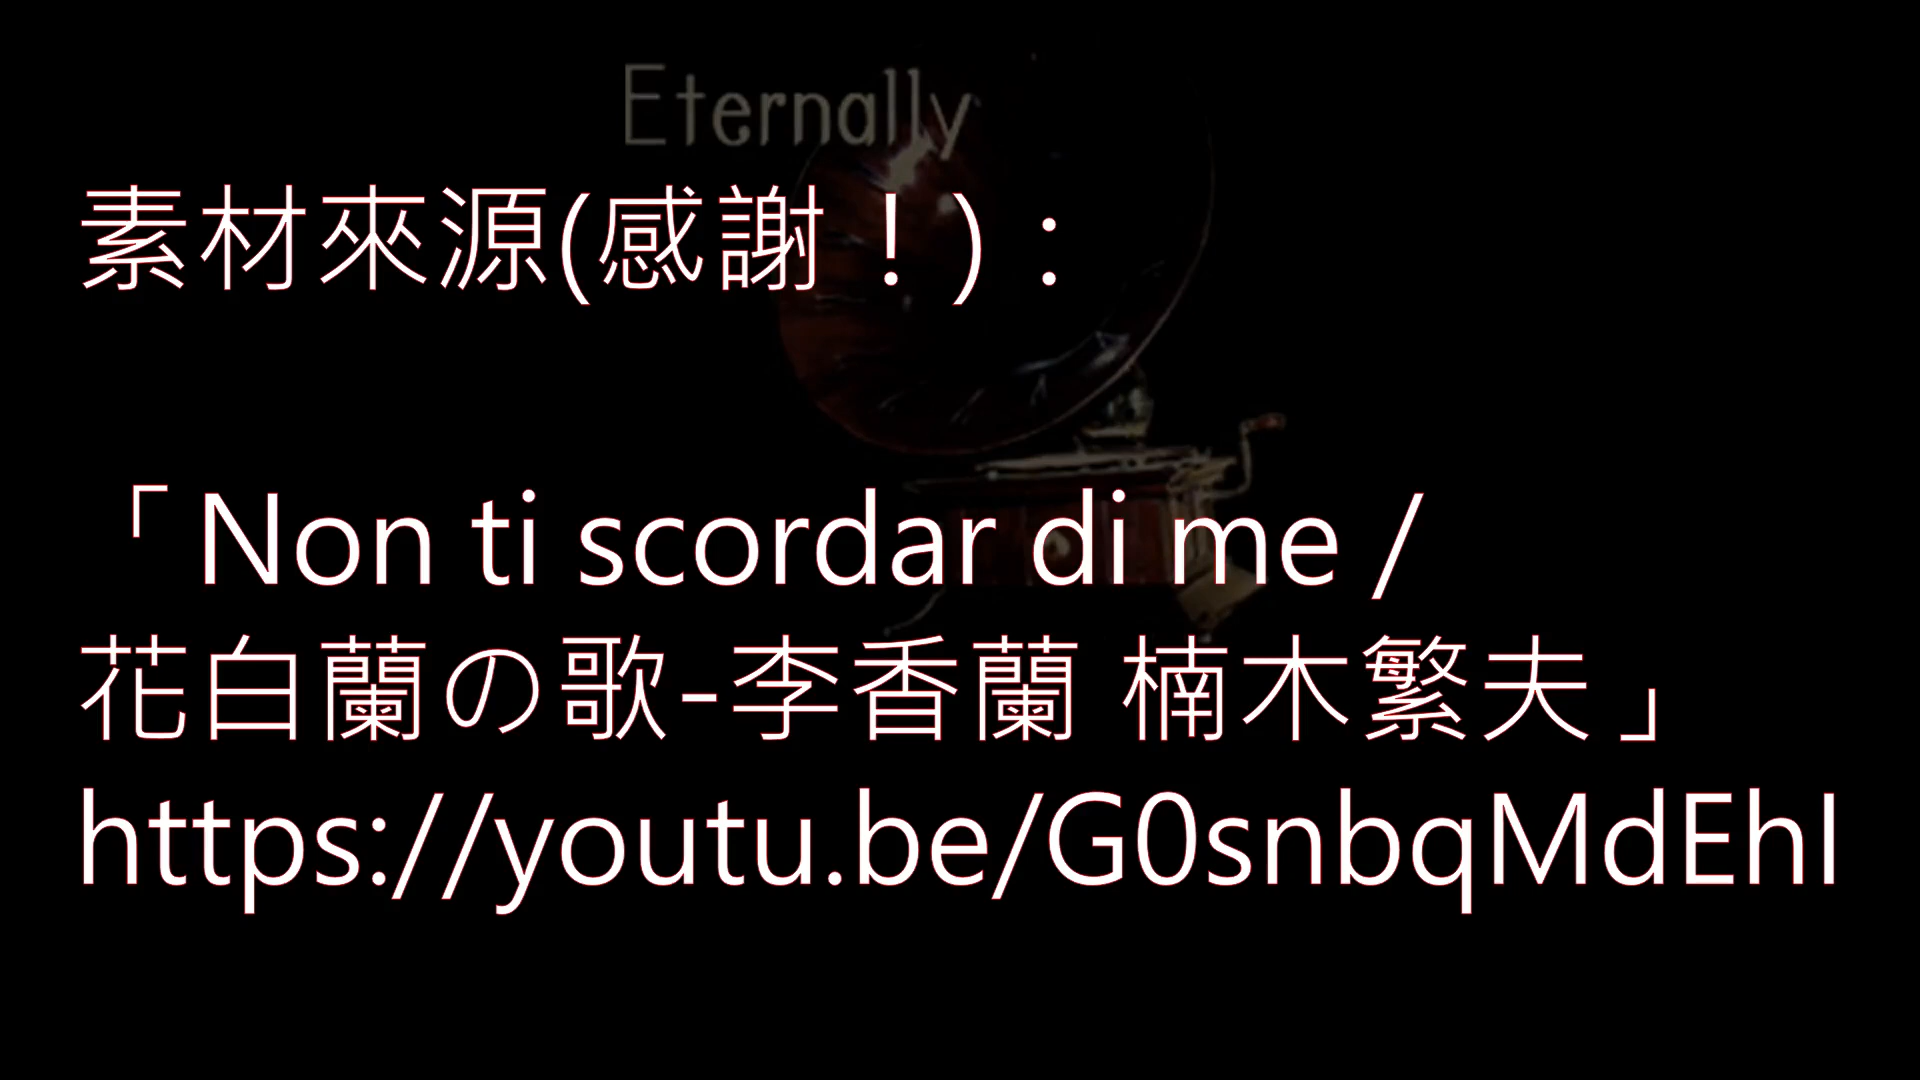 Eternally
素材來源(感謝！)：
「Non ti scordar di me /
花白蘭の歌-李香蘭 楠木繁夫」
https://youtu.be/G0snbqMdEhI